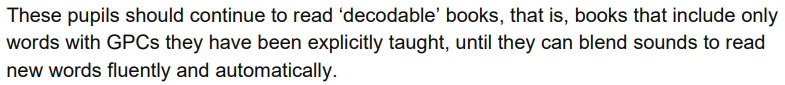 These pupils should continue to read ‘decodable’ books, that is, books that include only
words with GPCs they have been explicitly taught, until they can blend sounds to read
new words fluently and automatically.